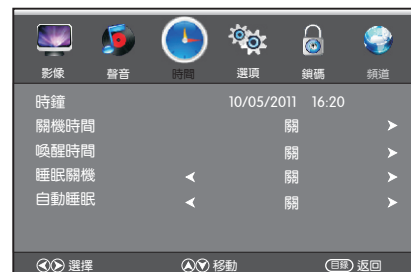 影像 聲音 時間 選項 鎖碼 頻道
時鐘 10/05/2011 16:20
關機時間 關
喚醒時間 關
睡眠關機 關
自動睡眠 關
選擇 移動 目錄 返回